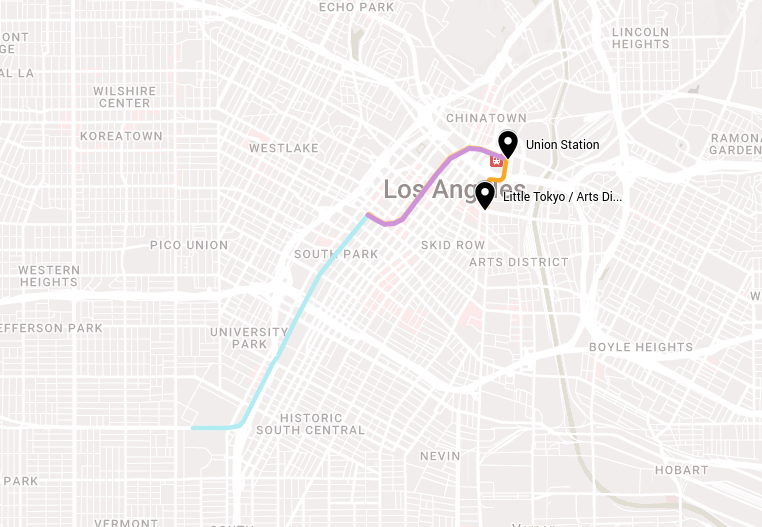 ECHO PARK
LINCOLN
HEIGHTS
ONT
GE
AL LA
WILSHIRE
CENTER
CHINATOWN
KOREATOWN
WESTLAKE
Union Station
RAMONA
GARDEN
Los Angeles
Little Tokyo / Arts Di...
PICO UNION
SOUTH PARK
SKID ROW
ARTS DISTRICT
WESTERN
HEIGHTS
W
EFFERSON PARK
UNIVERSITY
PARK
BOYLE HEIGHTS
HISTORIC
SOUTH CENTRAL
NEVIN
HOBART
PARK
VERMONT
SOUTH